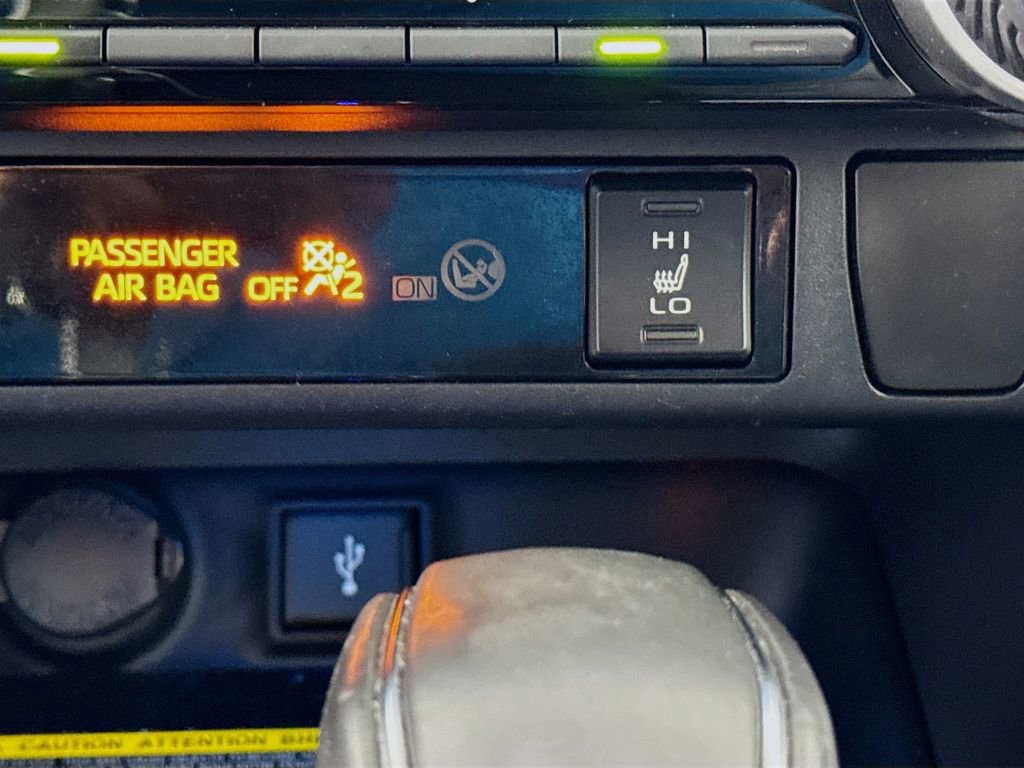 PASSENGER
AIR BAG OFF 2 ON
HI
LO
CAUTION ATTENTION